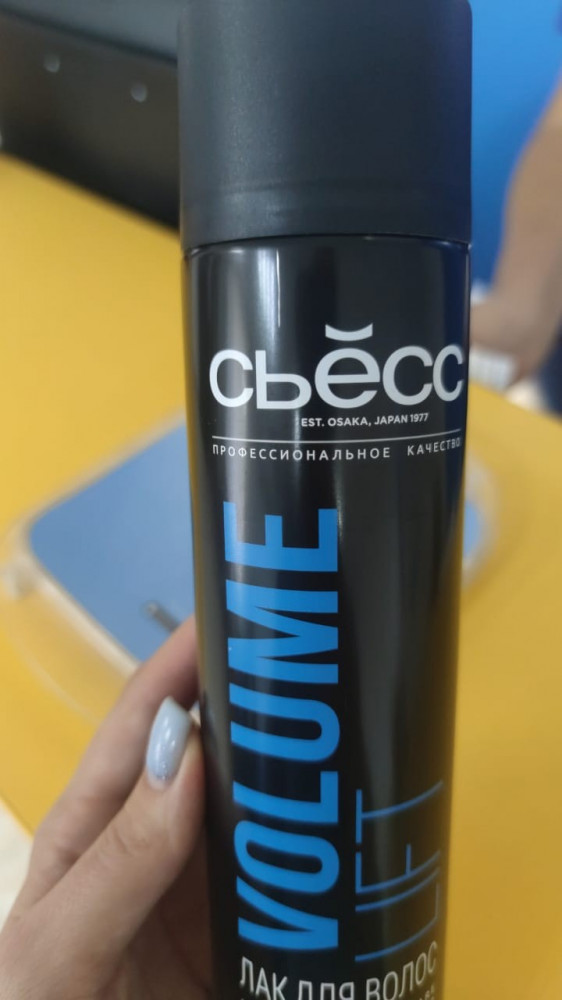 сьёсс
EST. OSAKA, JAPAN 1977
ПРОФЕССИОНАЛЬНОЕ КАЧЕСТВО
VOLUME
LIFT
ЛАК ДЛЯ ВОЛОС